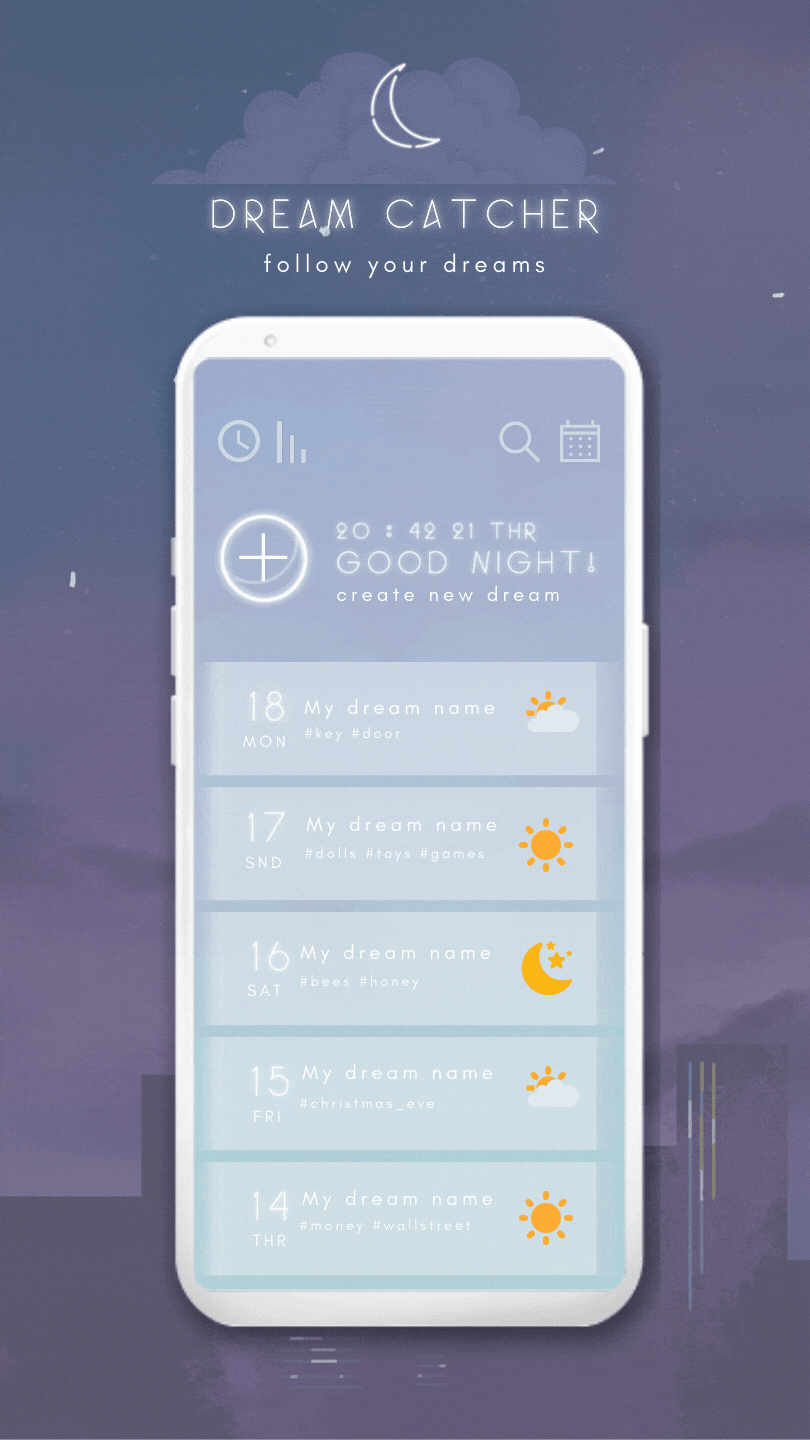 DREAM CATCHER
follow your dreams
20 : 42 21 THR
GOOD NIGHT!
create new dream
18 My dream name
MON #key #door
17 My dream name
SND #dolls #toys #games
16 My dream name
SAT #bees #honey
15 My dream name
FRI #christmas_eve
14 My dream name
THR #money #wallstreet